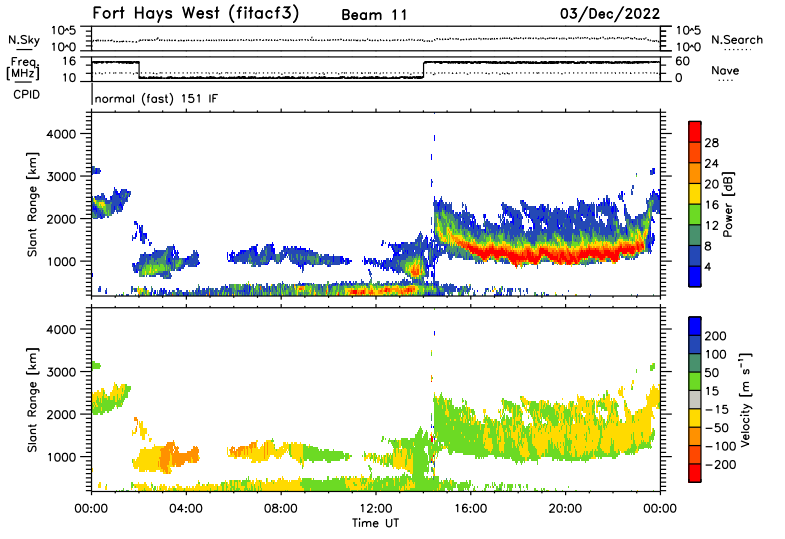 Fort Hays West (fitacf3) Beam 11 03/Dec/2022
N.Sky 10^5 10^0 10^5 10^0 N.Search
Freq. [MHz] 16 10 60 0 Nave
CPID normal (fast) 151 IF
Slant Range [km] 4000 3000 2000 1000
28 24 20 16 12 8 4 Power [dB]
Slant Range [km] 4000 3000 2000 1000
200 100 50 15 −15 −50 −100 −200 Velocity [m s⁻¹]
00:00 04:00 08:00 12:00 16:00 20:00 00:00
Time UT